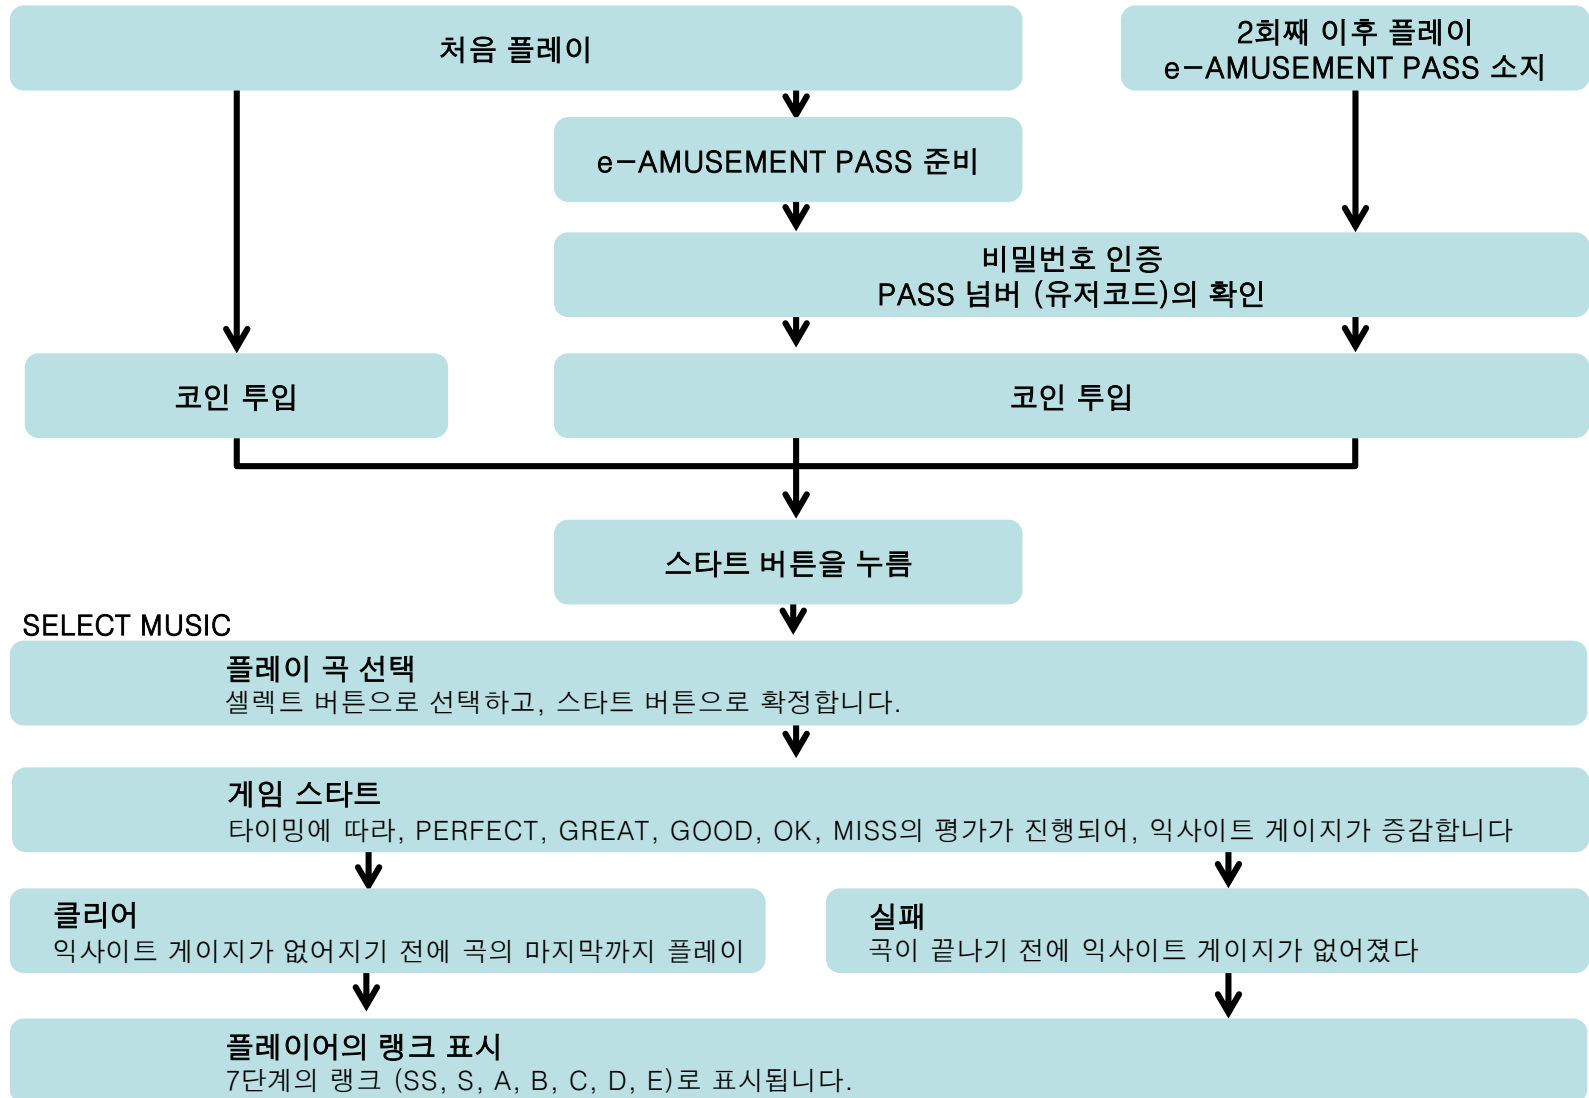 처음 플레이
2회째 이후 플레이
e-AMUSEMENT PASS 소지
e-AMUSEMENT PASS 준비
비밀번호 인증
PASS 넘버 (유저코드)의 확인
코인 투입
코인 투입
스타트 버튼을 누름
SELECT MUSIC
플레이 곡 선택
셀렉트 버튼으로 선택하고, 스타트 버튼으로 확정합니다.
게임 스타트
타이밍에 따라, PERFECT, GREAT, GOOD, OK, MISS의 평가가 진행되어, 익사이트 게이지가 증감합니다
클리어
익사이트 게이지가 없어지기 전에 곡의 마지막까지 플레이
실패
곡이 끝나기 전에 익사이트 게이지가 없어졌다
플레이어의 랭크 표시
7단계의 랭크 (SS, S, A, B, C, D, E)로 표시됩니다.